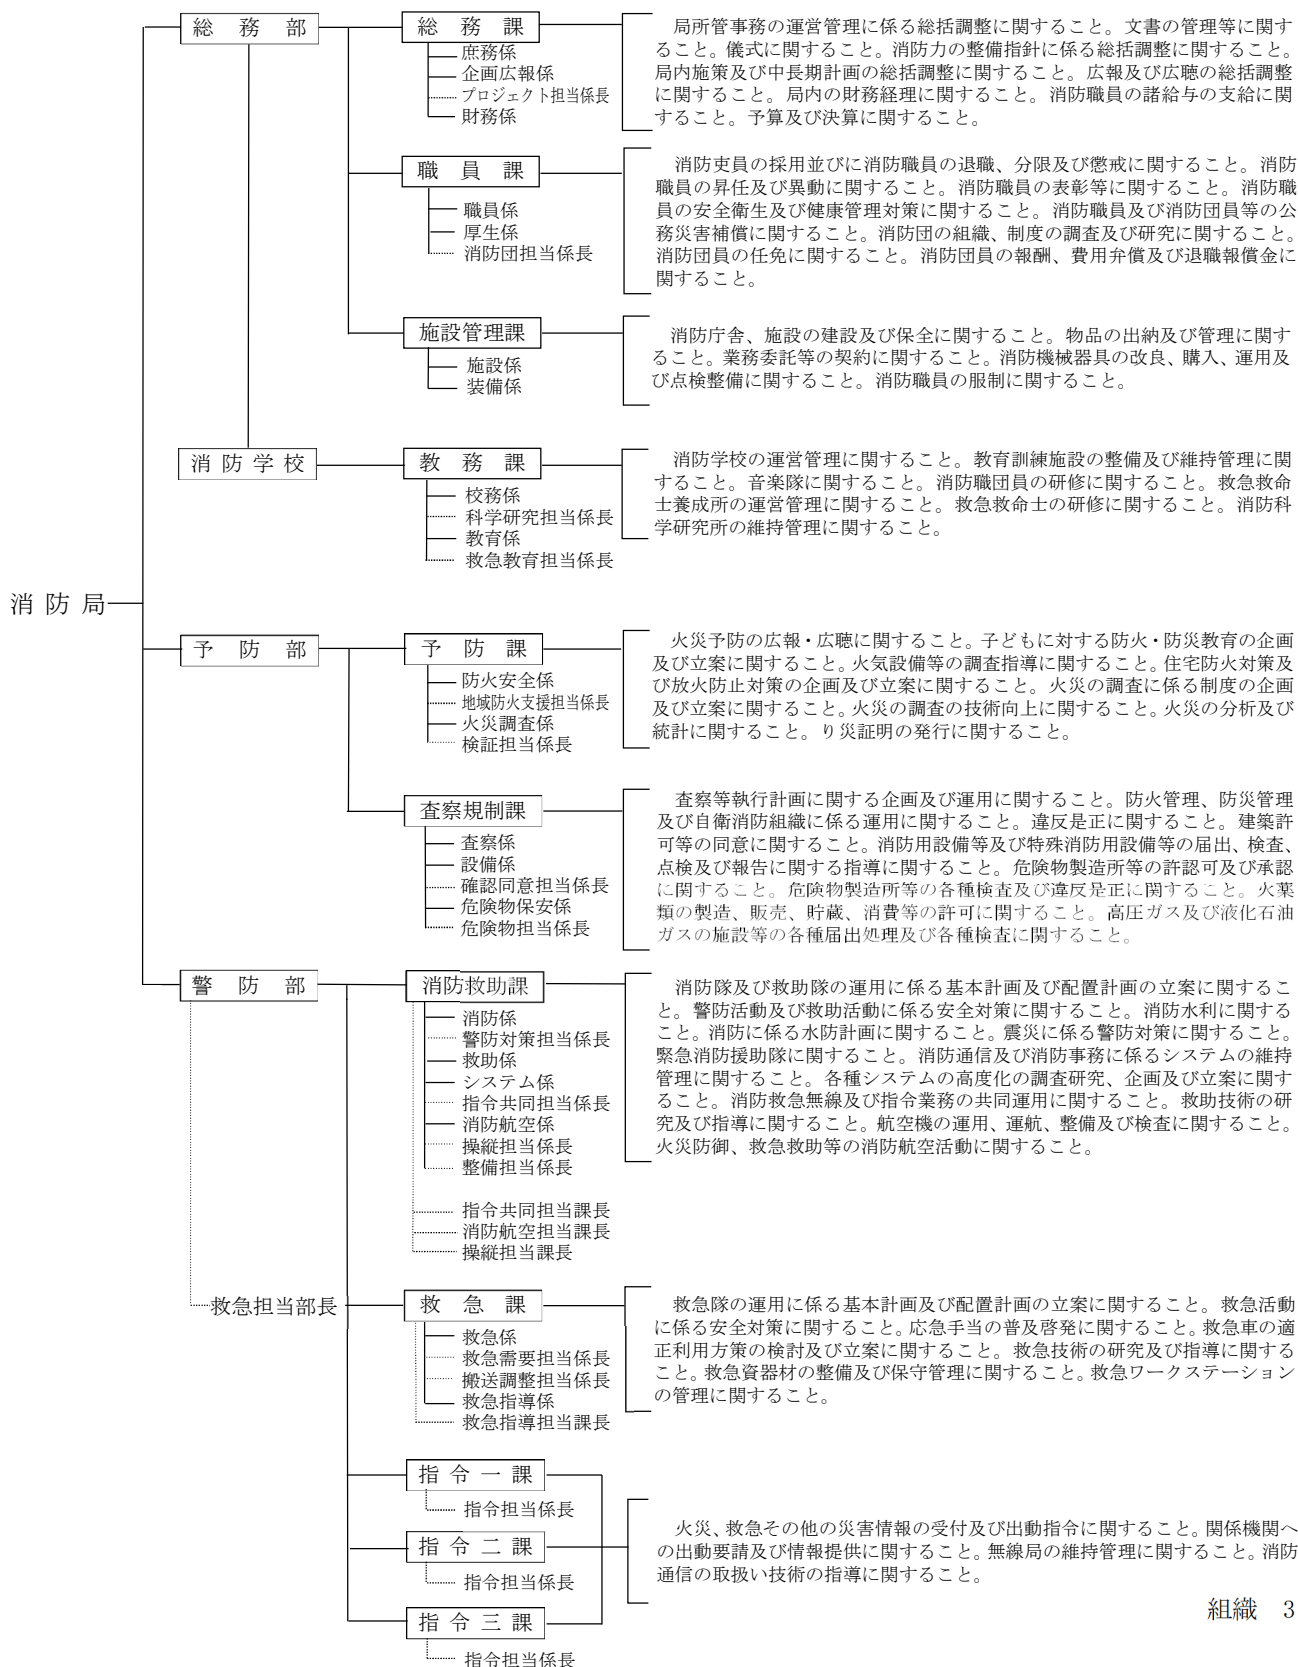 消防局
総務部
総務課
庶務係
企画広報係
プロジェクト担当係長
財務係
局所管事務の運営管理に係る総括調整に関すること。文書の管理等に関す
ること。儀式に関すること。消防力の整備指針に係る総括調整に関すること。
局内施策及び中長期計画の総括調整に関すること。広報及び広聴の総括調整
に関すること。局内の財務経理に関すること。消防職員の諸給与の支給に関
すること。予算及び決算に関すること。
職員課
職員係
厚生係
消防団担当係長
消防吏員の採用並びに消防職員の退職、分限及び懲戒に関すること。消防
職員の昇任及び異動に関すること。消防職員の表彰等に関すること。消防職
員の安全衛生及び健康管理対策に関すること。消防職員及び消防団員等の公
務災害補償に関すること。消防団の組織、制度の調査及び研究に関すること。
消防団員の任免に関すること。消防団員の報酬、費用弁償及び退職報償金に
関すること。
施設管理課
施設係
装備係
消防庁舎、施設の建設及び保全に関すること。物品の出納及び管理に関す
ること。業務委託等の契約に関すること。消防機械器具の改良、購入、運用及
び点検整備に関すること。消防職員の服制に関すること。
消防学校
教務課
校務係
科学研究担当係長
教育係
救急教育担当係長
消防学校の運営管理に関すること。教育訓練施設の整備及び維持管理に関
すること。音楽隊に関すること。消防職団員の研修に関すること。救急救命
士養成所の運営管理に関すること。救急救命士の研修に関すること。消防科
学研究所の維持管理に関すること。
予防部
予防課
防火安全係
地域防火支援担当係長
火災調査係
検証担当係長
火災予防の広報・広聴に関すること。子どもに対する防火・防災教育の企画
及び立案に関すること。火気設備等の調査指導に関すること。住宅防火対策及
び放火防止対策の企画及び立案に関すること。火災の調査に係る制度の企画
及び立案に関すること。火災の調査の技術向上に関すること。火災の分析及び
統計に関すること。り災証明の発行に関すること。
査察規制課
査察係
設備係
確認同意担当係長
危険物保安係
危険物担当係長
査察等執行計画に関する企画及び運用に関すること。防火管理、防災管理
及び自衛消防組織に係る運用に関すること。違反是正に関すること。建築許
可等の同意に関すること。消防用設備等及び特殊消防用設備等の届出、検査、
点検及び報告に関する指導に関すること。危険物製造所等の許認可及び承認
に関すること。危険物製造所等の各種検査及び違反是正に関すること。火薬
類の製造、販売、貯蔵、消費等の許可に関すること。高圧ガス及び液化石油
ガスの施設等の各種届出処理及び各種検査に関すること。
警防部
消防救助課
消防係
警防対策担当係長
救助係
システム係
指令共同担当係長
消防航空係
操縦担当係長
整備担当係長
指令共同担当課長
消防航空担当課長
操縦担当課長
消防隊及び救助隊の運用に係る基本計画及び配置計画の立案に関するこ
と。警防活動及び救助活動に係る安全対策に関すること。消防水利に関する
こと。消防に係る水防計画に関すること。震災に係る警防対策に関すること。
緊急消防援助隊に関すること。消防通信及び消防事務に係るシステムの維持
管理に関すること。各種システムの高度化の調査研究、企画及び立案に関す
ること。消防救急無線及び指令業務の共同運用に関すること。救助技術の研
究及び指導に関すること。航空機の運用、運航、整備及び検査に関すること。
火災防御、救急救助等の消防航空活動に関すること。
救急担当部長
救急課
救急係
救急需要担当係長
搬送調整担当係長
救急指導係
救急指導担当課長
救急隊の運用に係る基本計画及び配置計画の立案に関すること。救急活動
に係る安全対策に関すること。応急手当の普及啓発に関すること。救急車の適
正利用方策の検討及び立案に関すること。救急技術の研究及び指導に関する
こと。救急資器材の整備及び保守管理に関すること。救急ワークステーション
の管理に関すること。
指令一課
指令担当係長
指令二課
指令担当係長
指令三課
指令担当係長
火災、救急その他の災害情報の受付及び出動指令に関すること。関係機関へ
の出動要請及び情報提供に関すること。無線局の維持管理に関すること。消防
通信の取扱い技術の指導に関すること。
組織 3